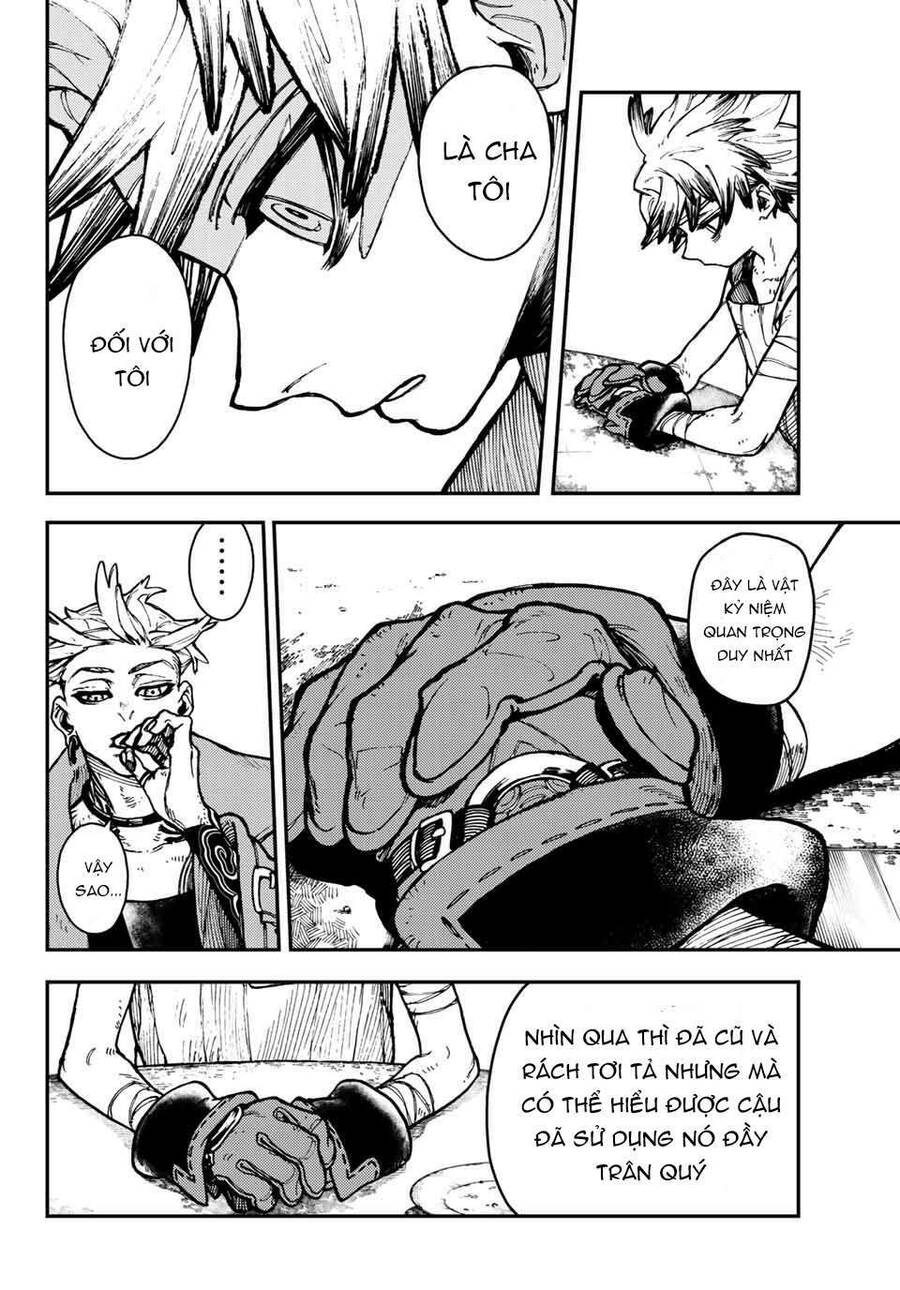 LÀ CHA
TÔI
ĐỐI VỚI
TÔI
ĐÂY LÀ VẬT
KỶ NIỆM
QUAN TRỌNG
DUY NHẤT
......
VẬY
SAO...
NHÌN QUA THÌ ĐÃ CŨ VÀ
RÁCH TƠI TẢ NHƯNG MÀ
CÓ THỂ HIỂU ĐƯỢC CẬU
ĐÃ SỬ DỤNG NÓ ĐẦY
TRÂN QUÝ